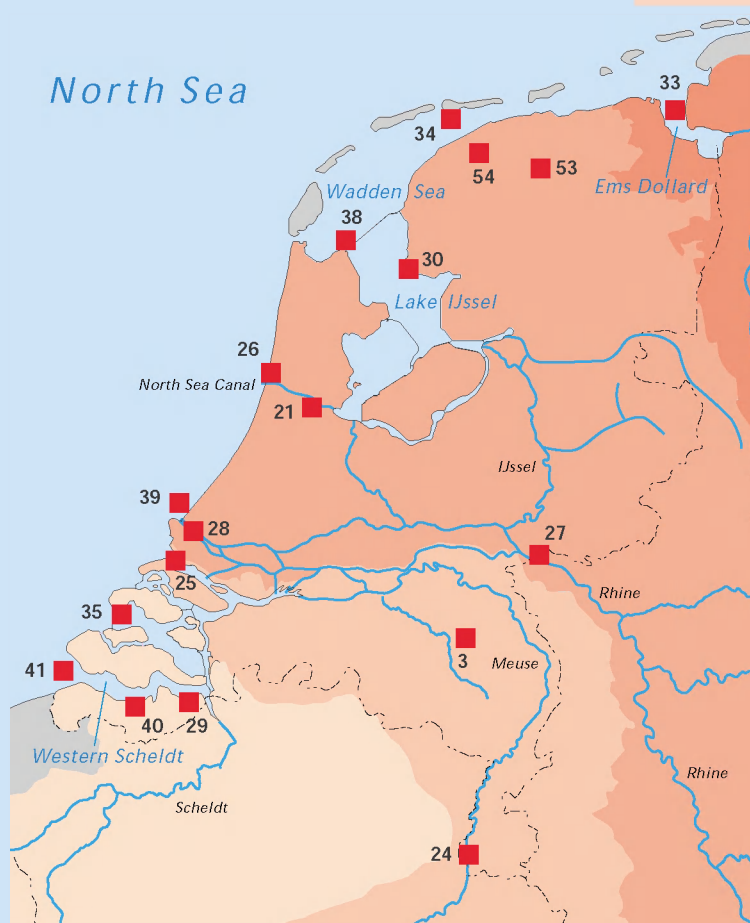 North Sea
33
34
54
53
Ems Dollard
Wadden Sea
38
30
Lake IJssel
26
North Sea Canal
21
IJssel
39
28
27
25
Rhine
35
3
Meuse
41
40
29
Western Scheldt
Rhine
Scheldt
24